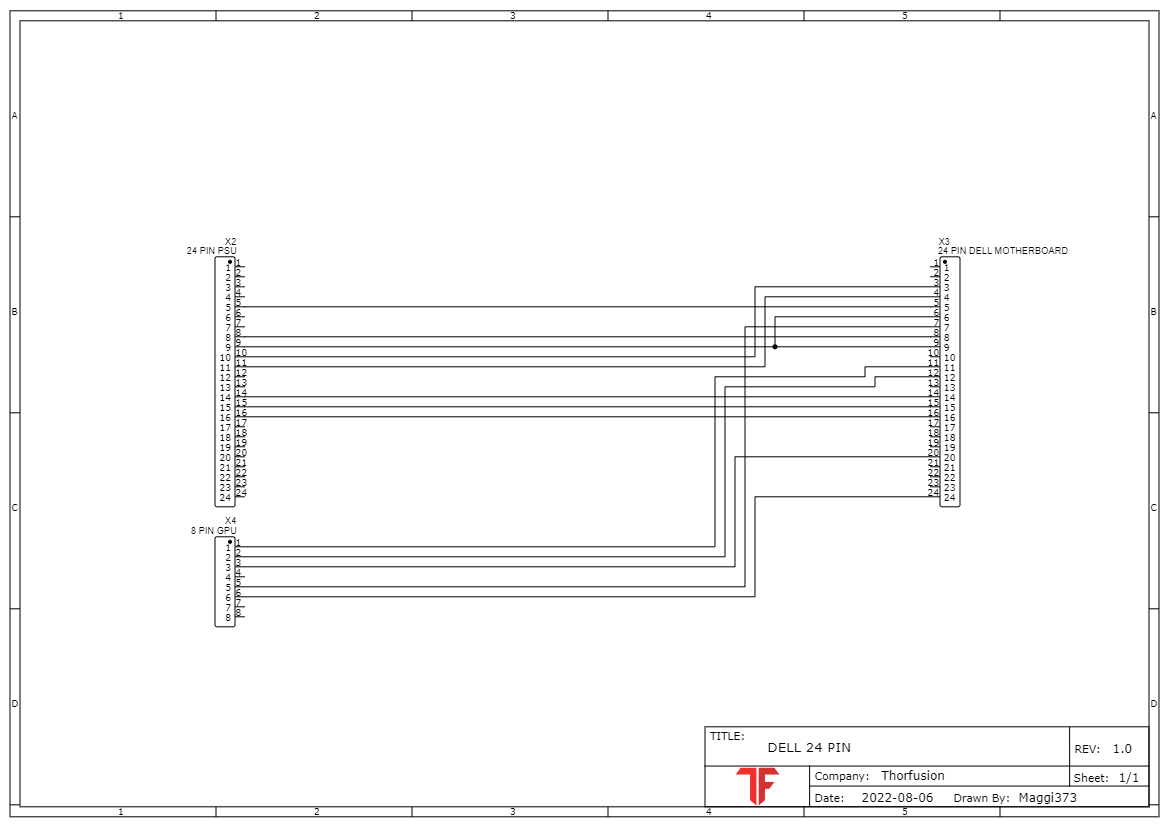 1 2 3 4 5
A A
B B
C C
D D
X2
24 PIN PSU
1 1
2 2
3 3
4 4
5 5
6 6
7 7
8 8
9 9
10 10
11 11
12 12
13 13
14 14
15 15
16 16
17 17
18 18
19 19
20 20
21 21
22 22
23 23
24 24
X3
24 PIN DELL MOTHERBOARD
1 1
2 2
3 3
4 4
5 5
6 6
7 7
8 8
9 9
10 10
11 11
12 12
13 13
14 14
15 15
16 16
17 17
18 18
19 19
20 20
21 21
22 22
23 23
24 24
X4
8 PIN GPU
1 1
2 2
3 3
4 4
5 5
6 6
7 7
8 8
TITLE:
DELL 24 PIN
REV: 1.0
TF
Company: Thorfusion
Sheet: 1/1
Date: 2022-08-06 Drawn By: Maggi373
1 2 3 4 5